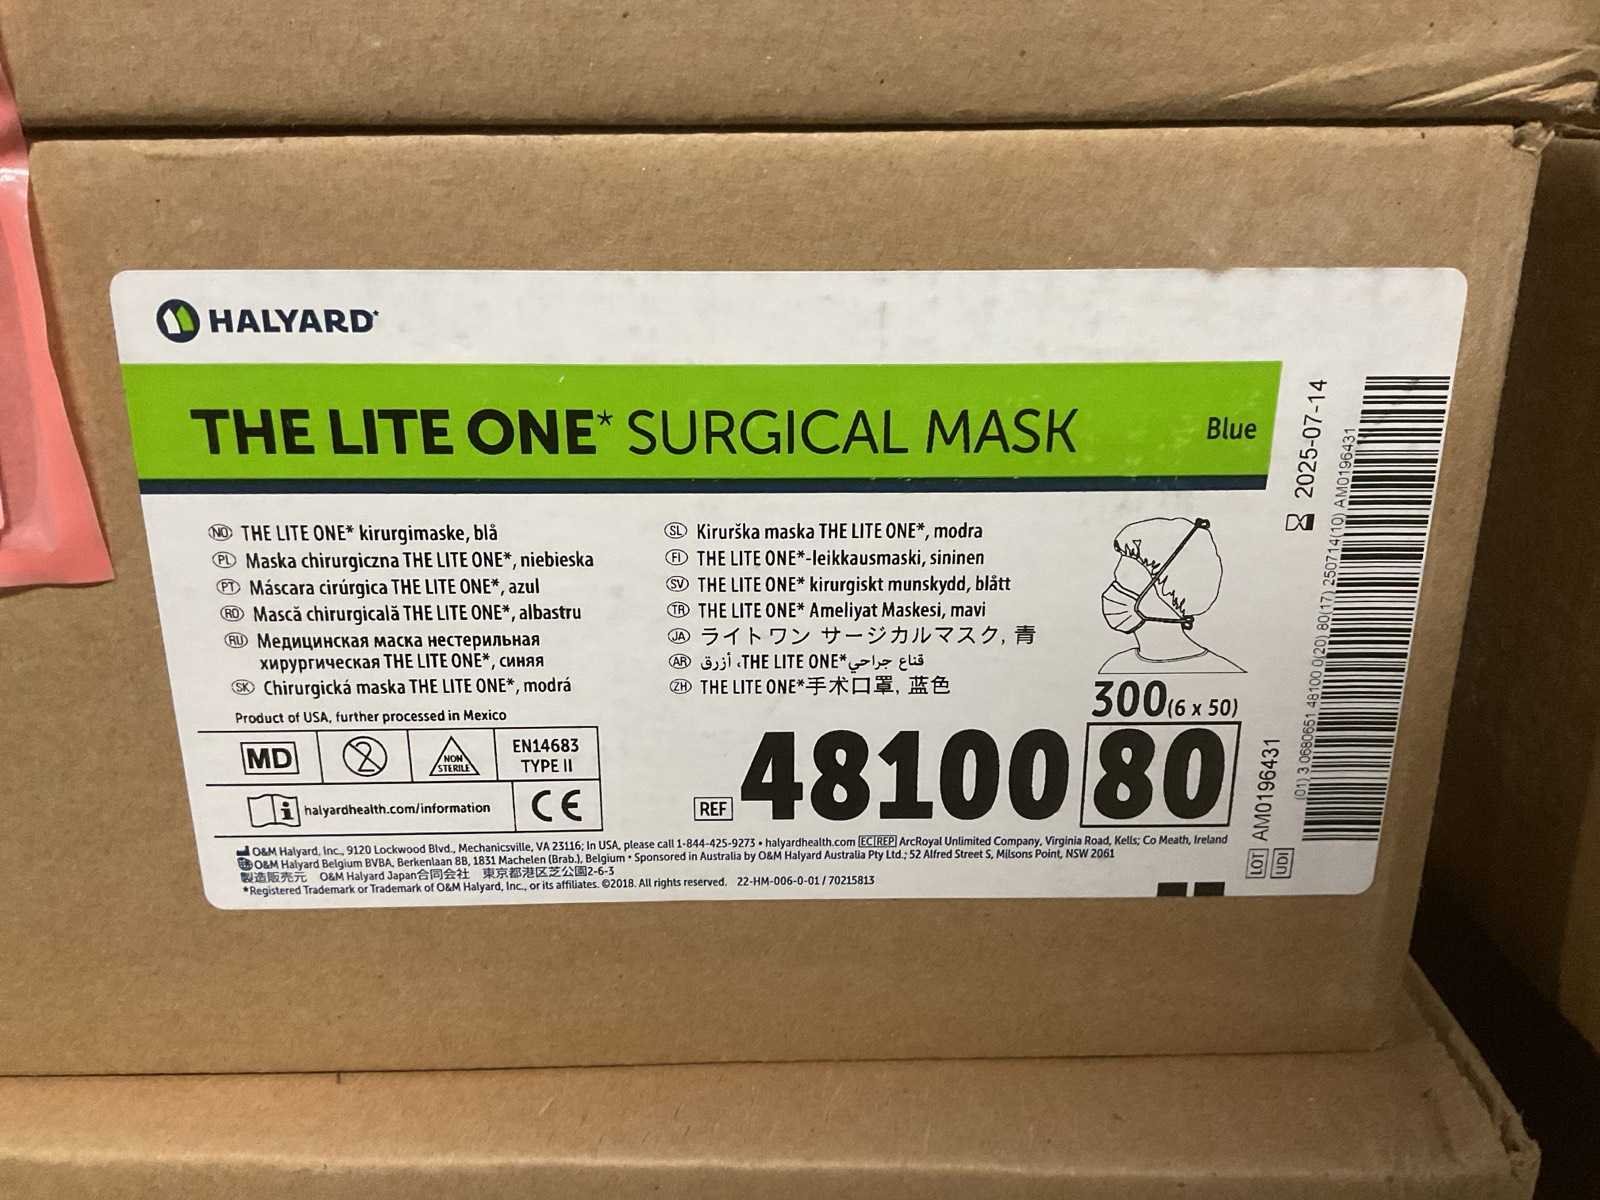 HALYARD*
THE LITE ONE* SURGICAL MASK
Blue
NO THE LITE ONE* kirurgimaske, blå
PL Maska chirurgiczna THE LITE ONE*, niebieska
PT Máscara cirúrgica THE LITE ONE*, azul
RO Mască chirurgicală THE LITE ONE*, albastru
RU Медицинская маска нестерильная
хирургическая THE LITE ONE*, синяя
SK Chirurgická maska THE LITE ONE*, modrá
SL Kirurška maska THE LITE ONE*, modra
FI THE LITE ONE*-leikkausmaski, sininen
SV THE LITE ONE* kirurgiskt munskydd, blått
TR THE LITE ONE* Ameliyat Maskesi, mavi
JA ライトワン サージカルマスク, 青
AR قناع جراحي *THE LITE ONE، أزرق
ZH THE LITE ONE*手术口罩, 蓝色
Product of USA, further processed in Mexico
MD
2
NON
STERILE
EN14683
TYPE II
i halyardhealth.com/information
CE
300 (6 x 50)
REF 48100 80
O&M Halyard, Inc., 9120 Lockwood Blvd., Mechanicsville, VA 23116; In USA, please call 1-844-425-9273 • halyardhealth.com EC REP ArcRoyal Unlimited Company, Virginia Road, Kells; Co Meath, Ireland
O&M Halyard Belgium BVBA, Berkenlaan 8B, 1831 Machelen (Brab.), Belgium • Sponsored in Australia by O&M Halyard Australia Pty Ltd.; 52 Alfred Street S, Milsons Point, NSW 2061
製造販売元 O&M Halyard Japan合同会社 東京都港区芝公園2-6-3
*Registered Trademark or Trademark of O&M Halyard, Inc., or its affiliates. ©2018. All rights reserved. 22-HM-006-0-01 / 70215813
2025-07-14
LOT AM0196431
UDI
(01) 3 0680651 48100 0(20) 80(17) 250714(10) AM0196431